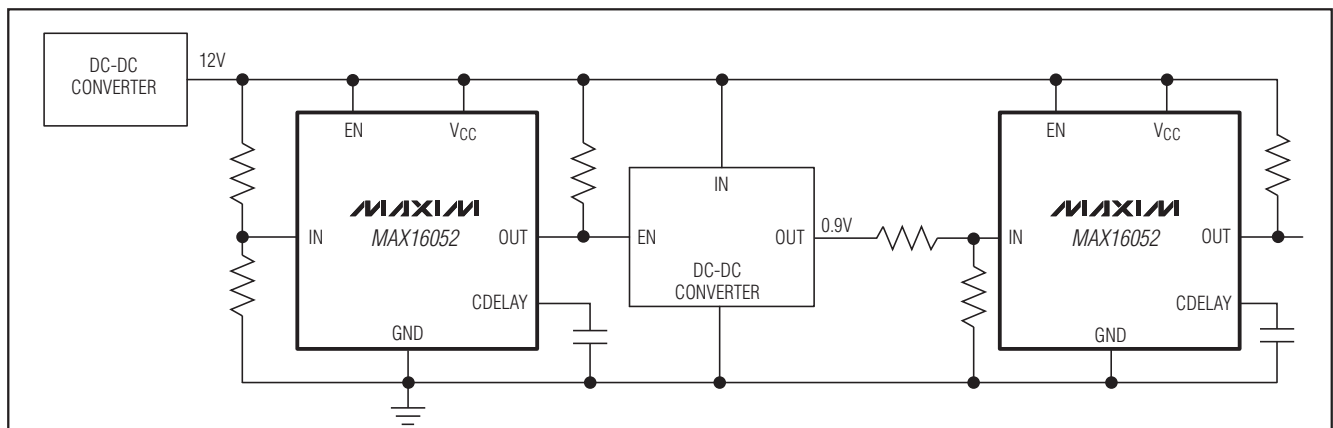 DC-DC
CONVERTER
12V
EN
VCC
IN
MAXIM
MAX16052
OUT
CDELAY
GND
IN
EN
OUT
DC-DC
CONVERTER
0.9V
EN
VCC
IN
MAXIM
MAX16052
OUT
CDELAY
GND